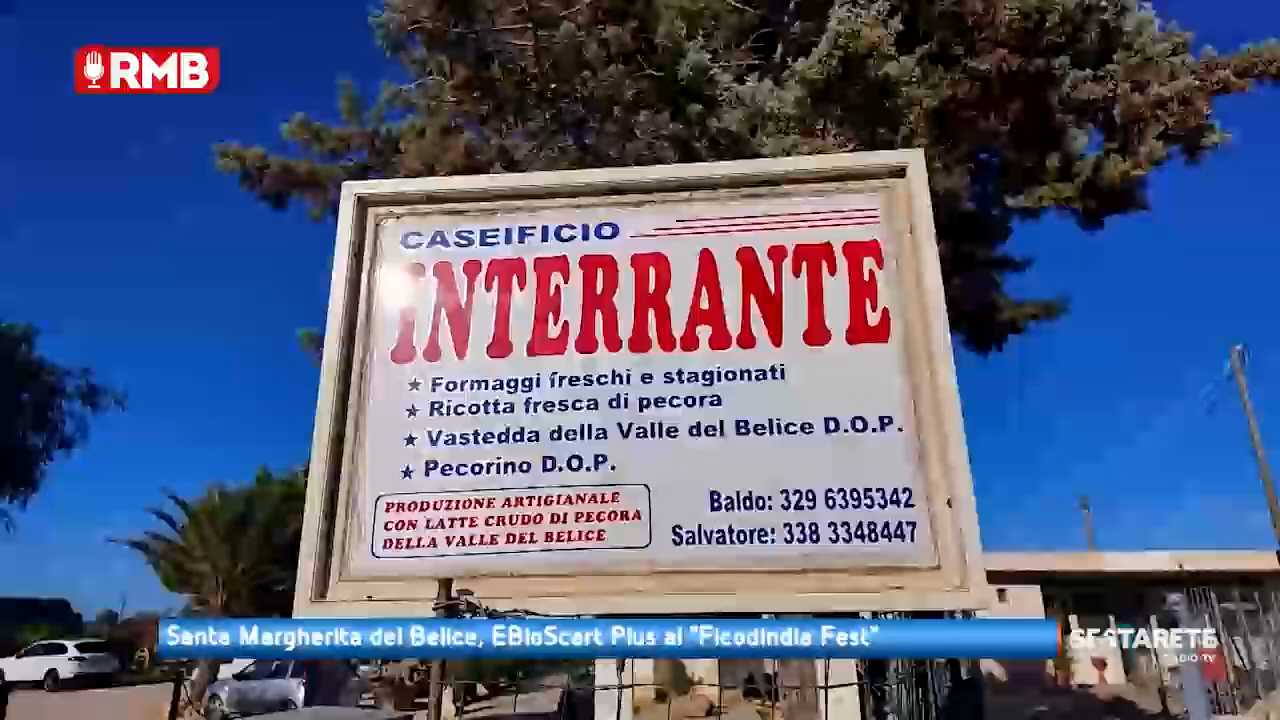 RMB
CASEIFICIO
INTERRANTE
★ Formaggi freschi e stagionati
★ Ricotta fresca di pecora
★ Vastedda della Valle del Belice D.O.P.
★ Pecorino D.O.P.
PRODUZIONE ARTIGIANALE
CON LATTE CRUDO DI PECORA
DELLA VALLE DEL BELICE
Baldo: 329 6395342
Salvatore: 338 3348447
Santa Margherita del Belice, EBioScart Plus al "Ficodindia Fest"